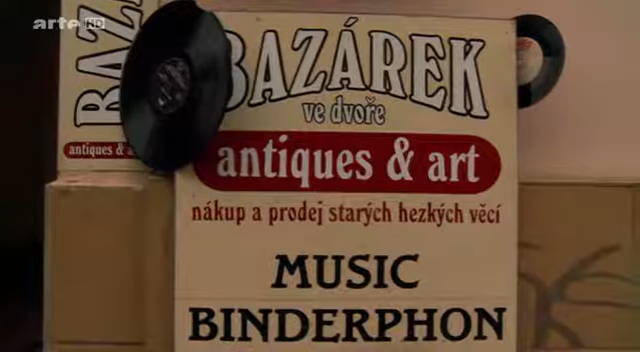 arte HD
BAZ
antiques & a
BAZÁREK
ve dvoře
antiques & art
nákup a prodej starých hezkých věcí
MUSIC
BINDERPHON